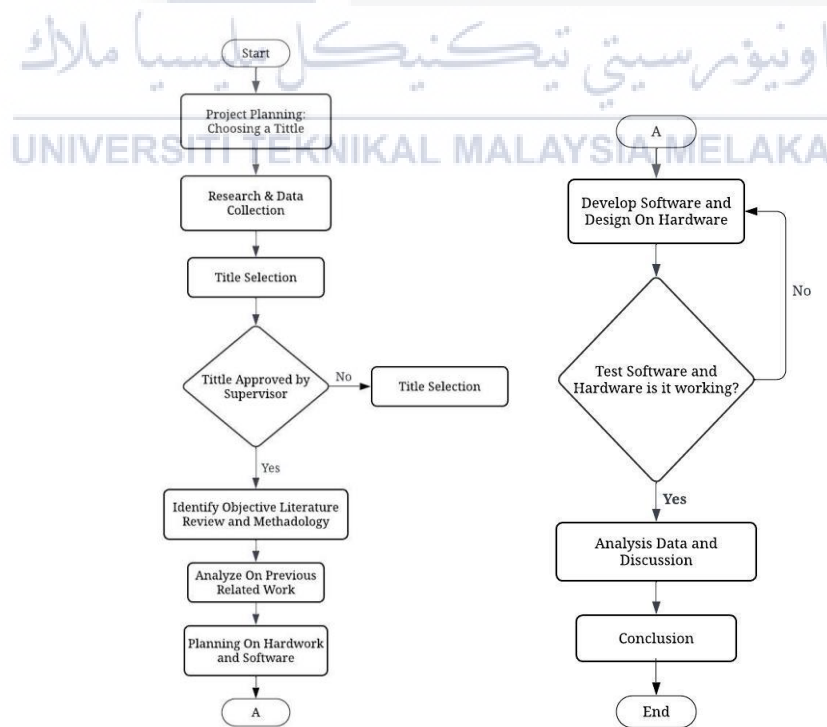 اونيۏرسيتي تيكنيكل مليسيا ملاك
UNIVERSITI TEKNIKAL MALAYSIA MELAKA
Start
Project Planning:
Choosing a Tittle
Research & Data
Collection
Title Selection
Tittle Approved by
Supervisor
No
Title Selection
Yes
Identify Objective Literature
Review and Methadology
Analyze On Previous
Related Work
Planning On Hardwork
and Software
A
A
Develop Software and
Design On Hardware
No
Test Software and
Hardware is it working?
Yes
Analysis Data and
Discussion
Conclusion
End